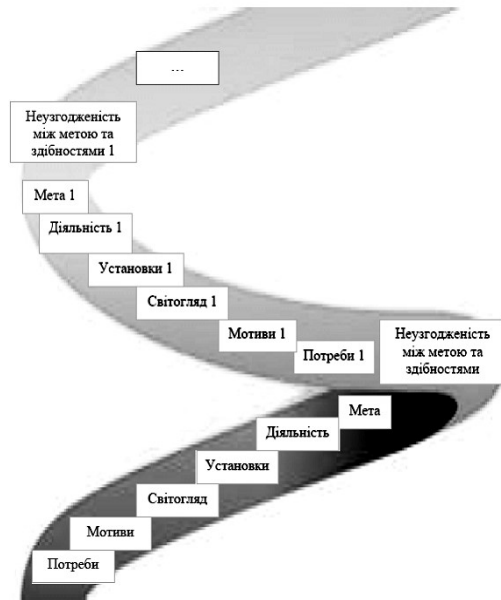 ...
Неузгодженість
між метою та
здібностями 1
Мета 1
Діяльність 1
Установки 1
Світогляд 1
Мотиви 1
Потреби 1
Неузгодженість
між метою та
здібностями
Мета
Діяльність
Установки
Світогляд
Мотиви
Потреби